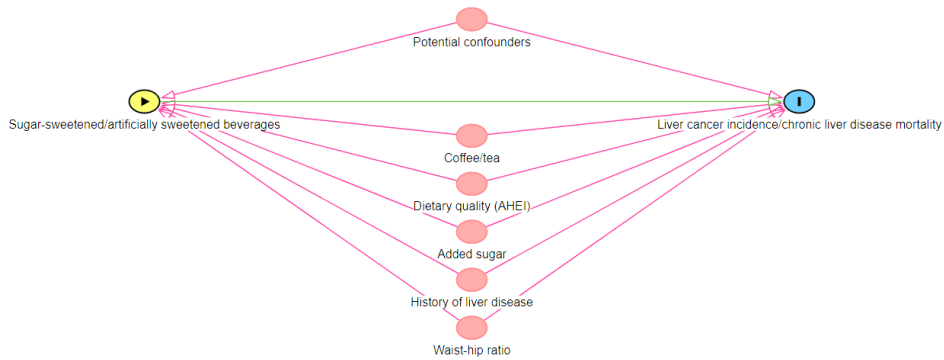 Potential confounders
Sugar-sweetened/artificially sweetened beverages
Liver cancer incidence/chronic liver disease mortality
Coffee/tea
Dietary quality (AHEI)
Added sugar
History of liver disease
Waist-hip ratio